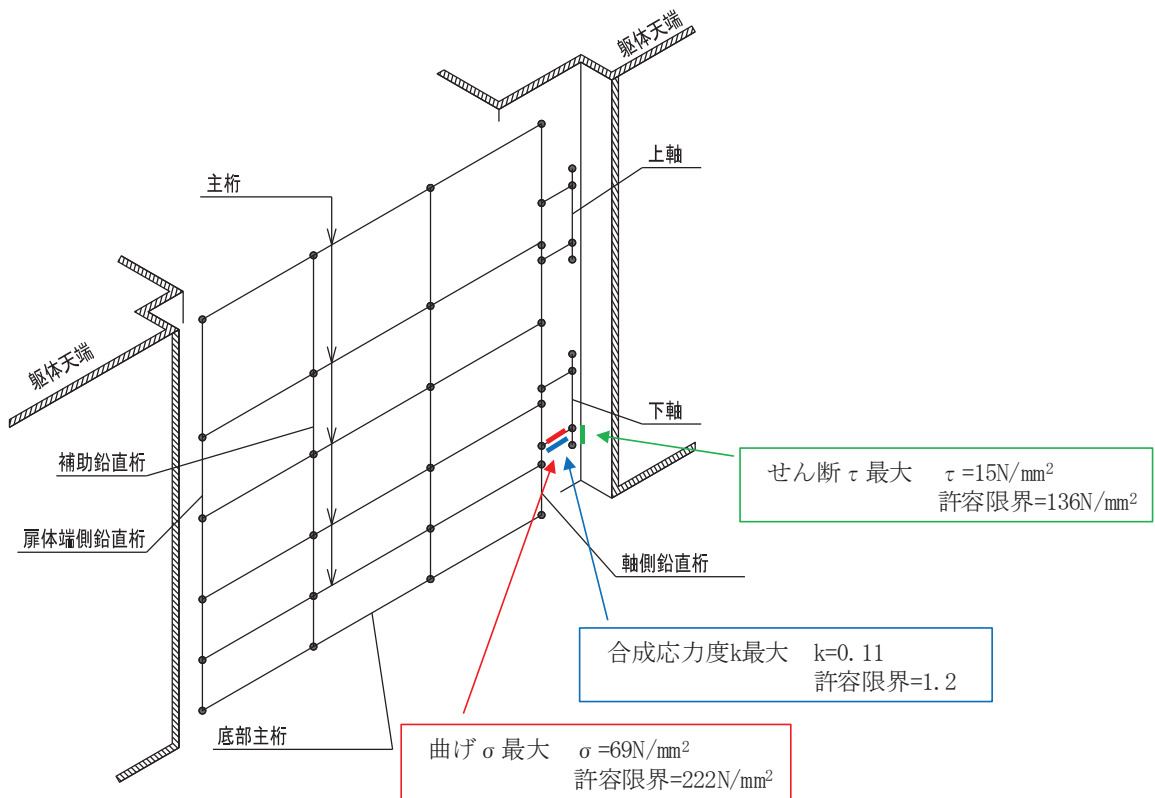 躯体天端
上軸
主桁
躯体天端
下軸
補助鉛直桁
せん断τ最大 τ=15N/mm²
許容限界=136N/mm²
扉体端側鉛直桁
軸側鉛直桁
合成応力度k最大 k=0.11
許容限界=1.2
底部主桁
曲げσ最大 σ=69N/mm²
許容限界=222N/mm²